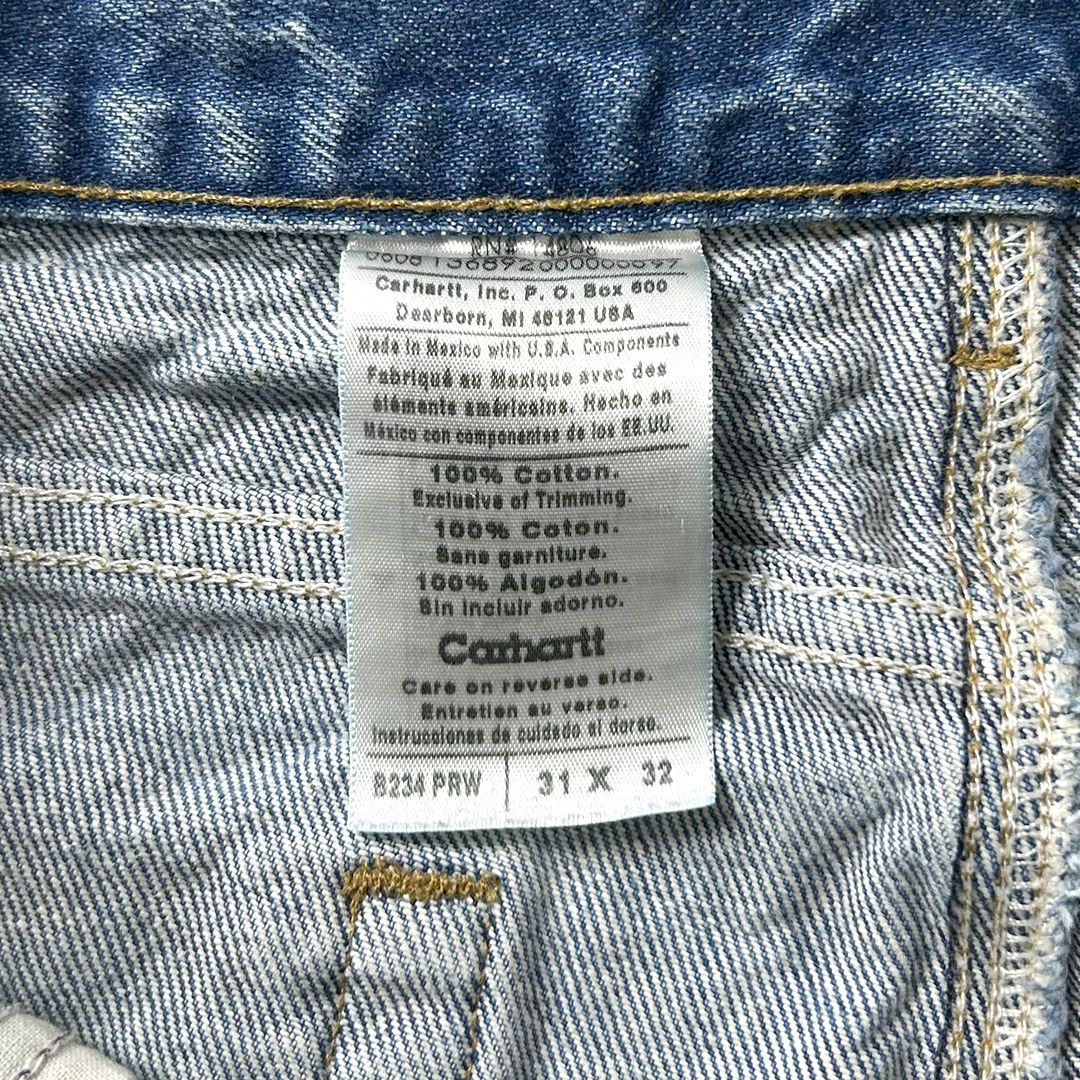 Carhartt, Inc. P. O. Box 600
Dearborn, MI 48121 USA
Made in Mexico with U.S.A. Components
Fabriqué au Mexique avec des
éléments américains. Hecho en
México con componentes de los EE.UU.
100% Cotton.
Exclusive of Trimming.
100% Coton.
Sans garniture.
100% Algodón.
Sin incluir adorno.
Carhartt
Care on reverse side.
Entretien au verso.
Instrucciones de cuidado al dorso.
B234 PRW 31 X 32